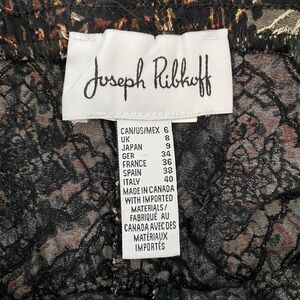 Joseph Ribkoff
CAN/US/MEX 6
UK 8
JAPAN 9
GER 34
FRANCE 36
SPAIN 38
ITALY 40
MADE IN CANADA
WITH IMPORTED
MATERIALS/
FABRIQUÉ AU
CANADA AVEC DES
MATÉRIAUX
IMPORTÉS